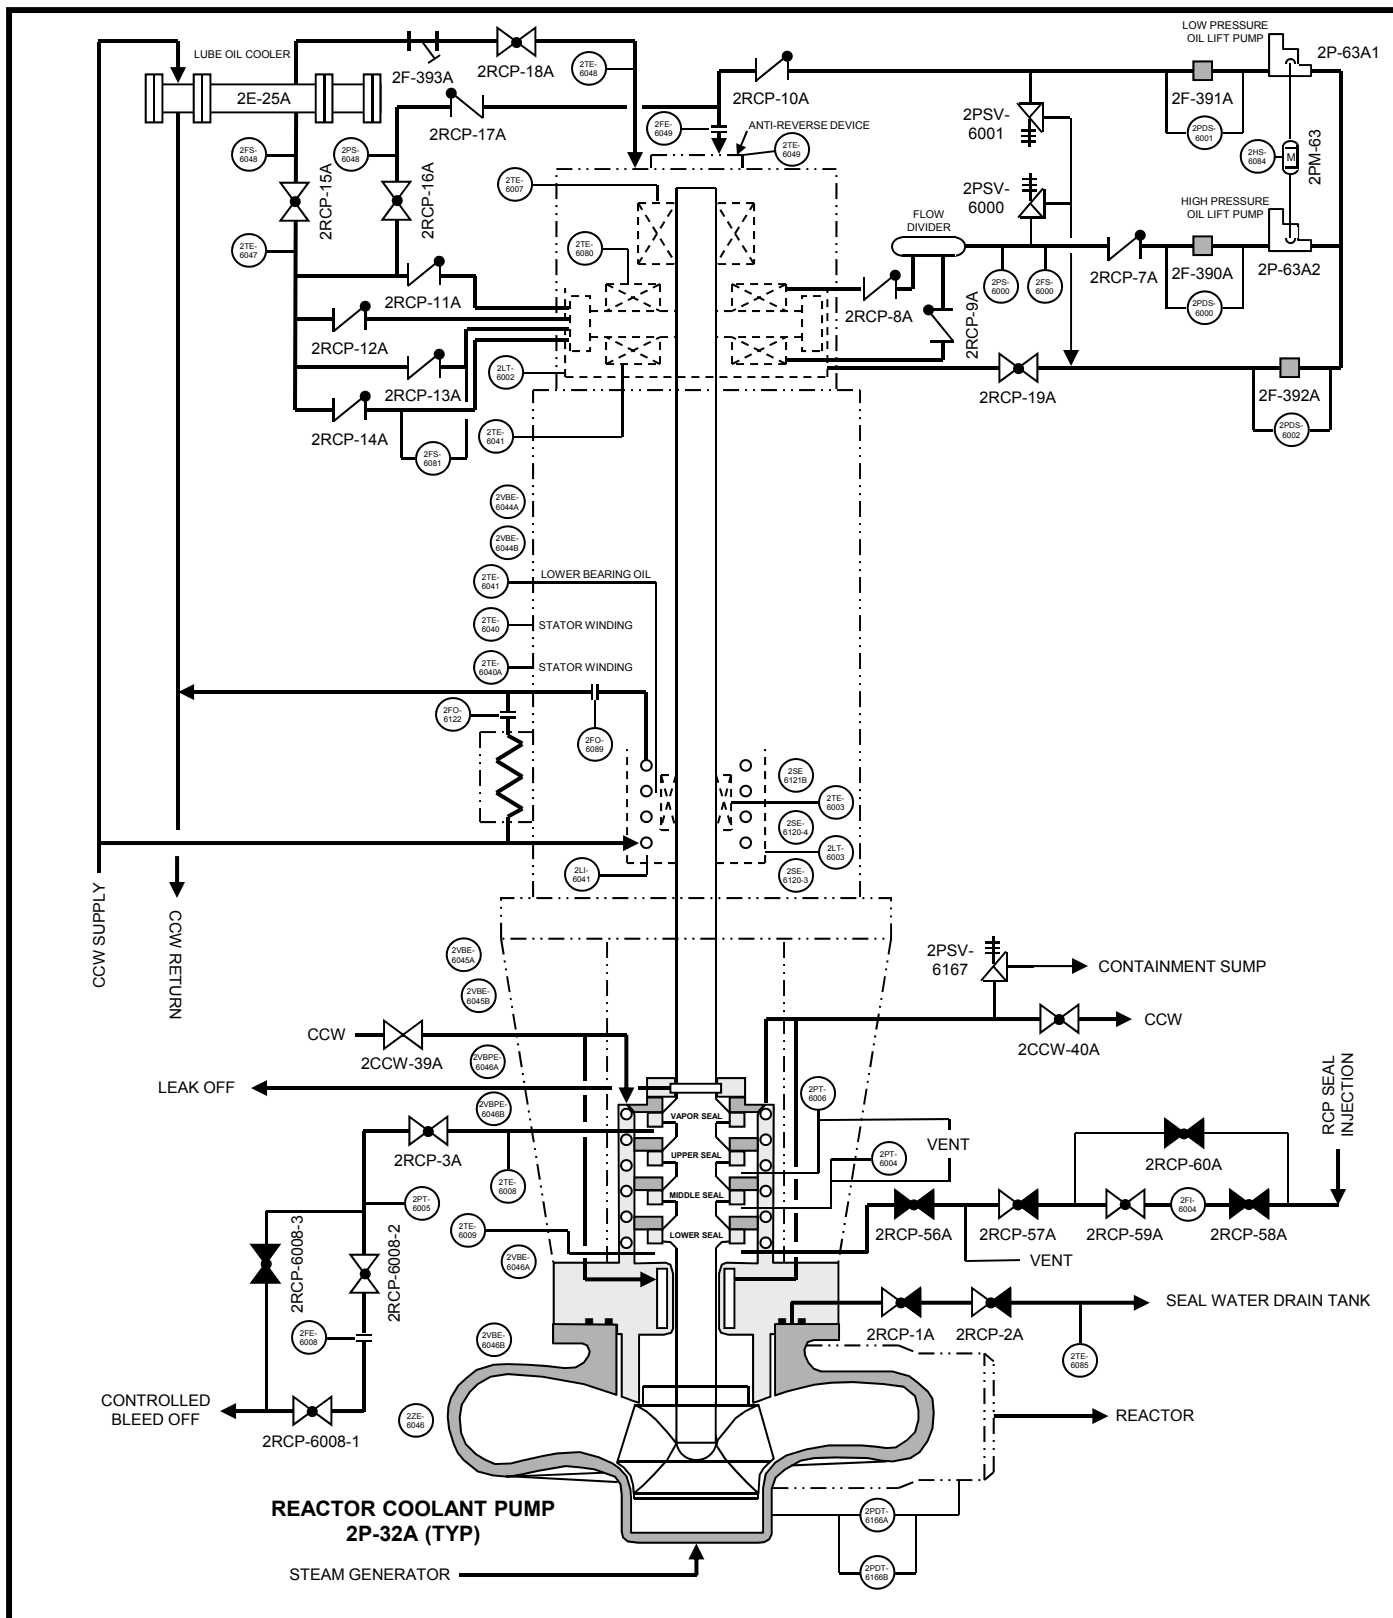 LOW PRESSURE
OIL LIFT PUMP
2P-63A1
LUBE OIL COOLER
2E-25A
2F-393A
2RCP-18A
2TE-
6048
2RCP-10A
2F-391A
2PDS-
6001
2PSV-
6001
2RCP-17A
2FE-
6049
ANTI-REVERSE DEVICE
2TE-
6049
2FS-
6048
2PS-
6048
2HS-
6084
M
2PM-63
2RCP-15A
2RCP-16A
2TE-
6007
2PSV-
6000
HIGH PRESSURE
OIL LIFT PUMP
FLOW
DIVIDER
2TE-
6047
2TE-
6080
2RCP-7A
2F-390A
2P-63A2
2PS-
6000
2FS-
6000
2PDS-
6000
2RCP-11A
2RCP-8A
2RCP-9A
2RCP-12A
2LT-
6002
2RCP-13A
2RCP-19A
2F-392A
2RCP-14A
2TE-
6041
2PDS-
6002
2FS-
6081
2VBE-
6044A
2VBE-
6044B
2TE-
6041
LOWER BEARING OIL
2TE-
6040
STATOR WINDING
2TE-
6040A
STATOR WINDING
2FO-
6122
2FO-
6089
2SE
6121B
2TE-
6003
2SE-
6120-4
2LT-
6003
2SE-
6120-3
2LI-
6041
CCW SUPPLY
CCW RETURN
2VBE-
6045A
2VBE-
6045B
2PSV-
6167
CONTAINMENT SUMP
CCW
2CCW-39A
2CCW-40A
CCW
2VBPE-
6046A
LEAK OFF
2VBPE-
6046B
2PT-
6006
VAPOR SEAL
RCP SEAL
INJECTION
2RCP-3A
UPPER SEAL
2PT-
6004
VENT
2RCP-60A
2TE-
6008
MIDDLE SEAL
2PT-
6005
2TE-
6009
LOWER SEAL
2RCP-56A
2RCP-57A
2RCP-59A
2FI-
6004
2RCP-58A
2RCP-6008-3
2RCP-6008-2
2VBE-
6046A
VENT
SEAL WATER DRAIN TANK
2RCP-1A
2RCP-2A
2TE-
6085
2FE-
6008
2VBE-
6046B
CONTROLLED
BLEED OFF
2RCP-6008-1
2ZE-
6046
REACTOR
REACTOR COOLANT PUMP
2P-32A (TYP)
2PDT-
6166A
2PDT-
6166B
STEAM GENERATOR